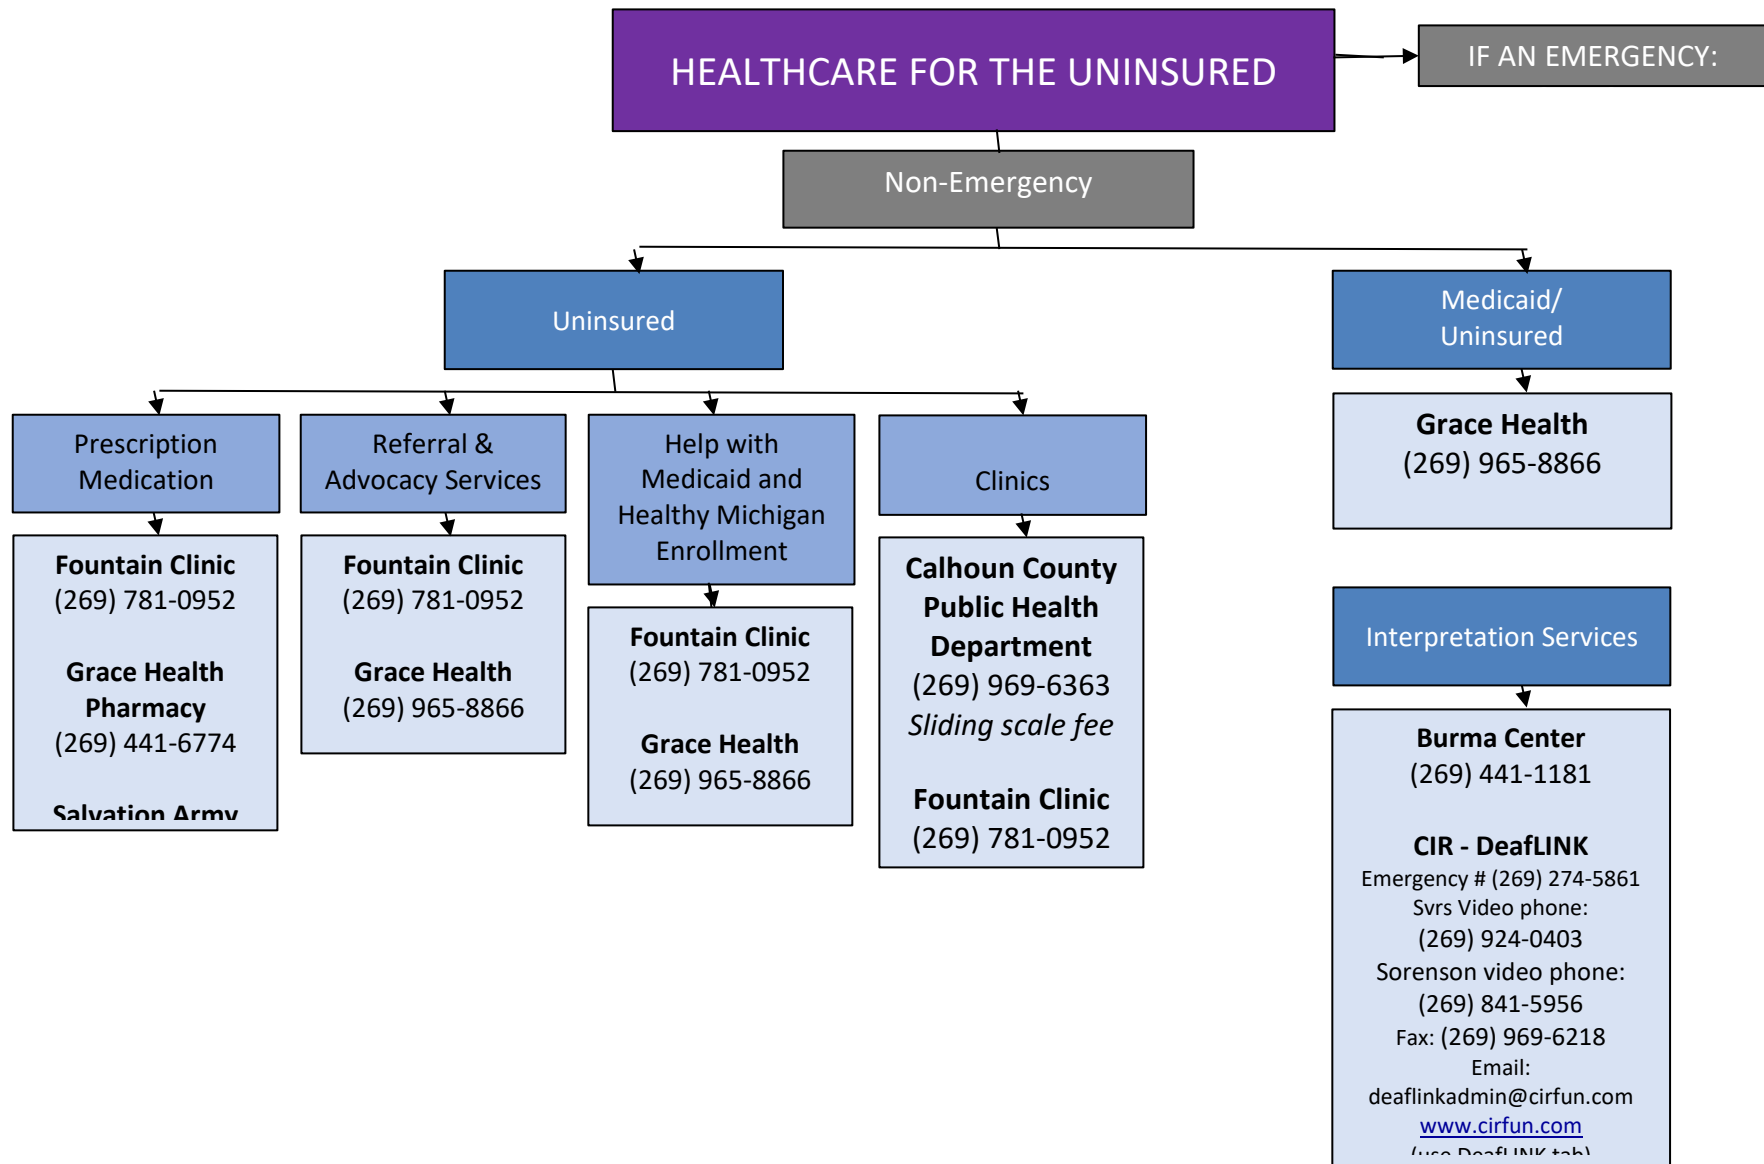 HEALTHCARE FOR THE UNINSURED
IF AN EMERGENCY:
Non-Emergency
Uninsured
Medicaid/
Uninsured
Prescription
Medication
Referral &
Advocacy Services
Help with
Medicaid and
Healthy Michigan
Enrollment
Clinics
Grace Health
(269) 965-8866
Fountain Clinic
(269) 781-0952
Grace Health
Pharmacy
(269) 441-6774
Salvation Army
Fountain Clinic
(269) 781-0952
Grace Health
(269) 965-8866
Fountain Clinic
(269) 781-0952
Grace Health
(269) 965-8866
Calhoun County
Public Health
Department
(269) 969-6363
Sliding scale fee
Fountain Clinic
(269) 781-0952
Interpretation Services
Burma Center
(269) 441-1181
CIR - DeafLINK
Emergency # (269) 274-5861
Svrs Video phone:
(269) 924-0403
Sorenson video phone:
(269) 841-5956
Fax: (269) 969-6218
Email:
deaflinkadmin@cirfun.com
www.cirfun.com
(use DeafLINK tab)